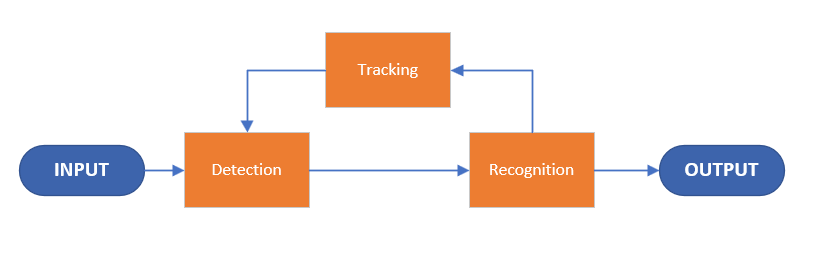 Tracking
INPUT
Detection
Recognition
OUTPUT